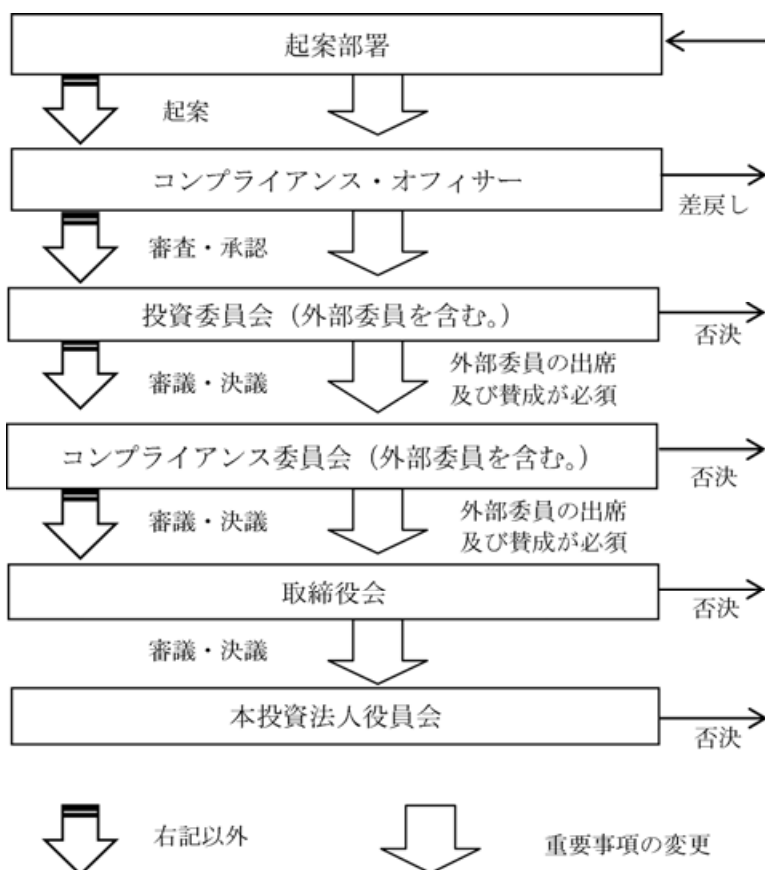 起案部署
起案
コンプライアンス・オフィサー
差戻し
審査・承認
投資委員会（外部委員を含む。）
否決
審議・決議
外部委員の出席
及び賛成が必須
コンプライアンス委員会（外部委員を含む。）
否決
審議・決議
外部委員の出席
及び賛成が必須
取締役会
否決
審議・決議
本投資法人役員会
否決
右記以外
重要事項の変更